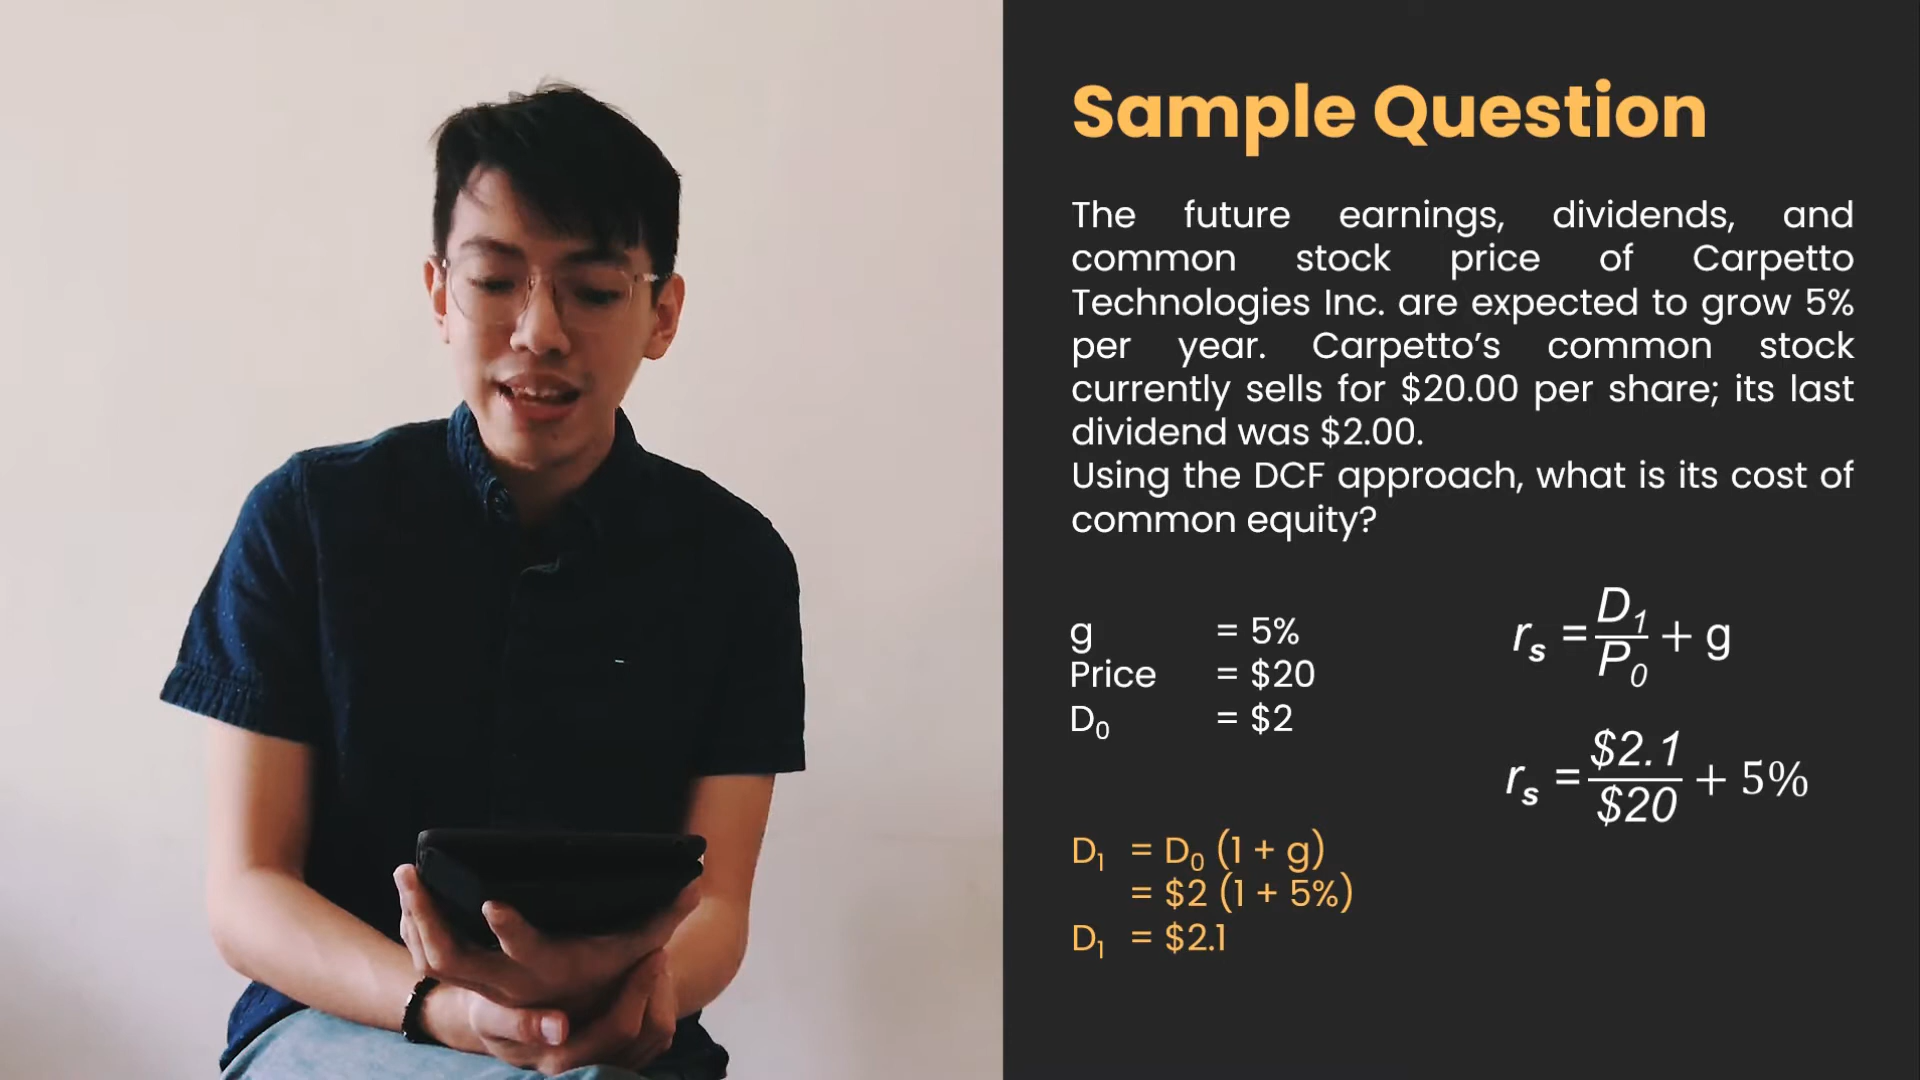 Sample Question
The future earnings, dividends, and
common stock price of Carpetto
Technologies Inc. are expected to grow 5%
per year. Carpetto’s common stock
currently sells for $20.00 per share; its last
dividend was $2.00.
Using the DCF approach, what is its cost of
common equity?
g = 5%
Price = $20
D₀ = $2
rₛ = D₁/P₀ + g
rₛ = $2.1/$20 + 5%
D₁ = D₀ (1 + g)
= $2 (1 + 5%)
D₁ = $2.1